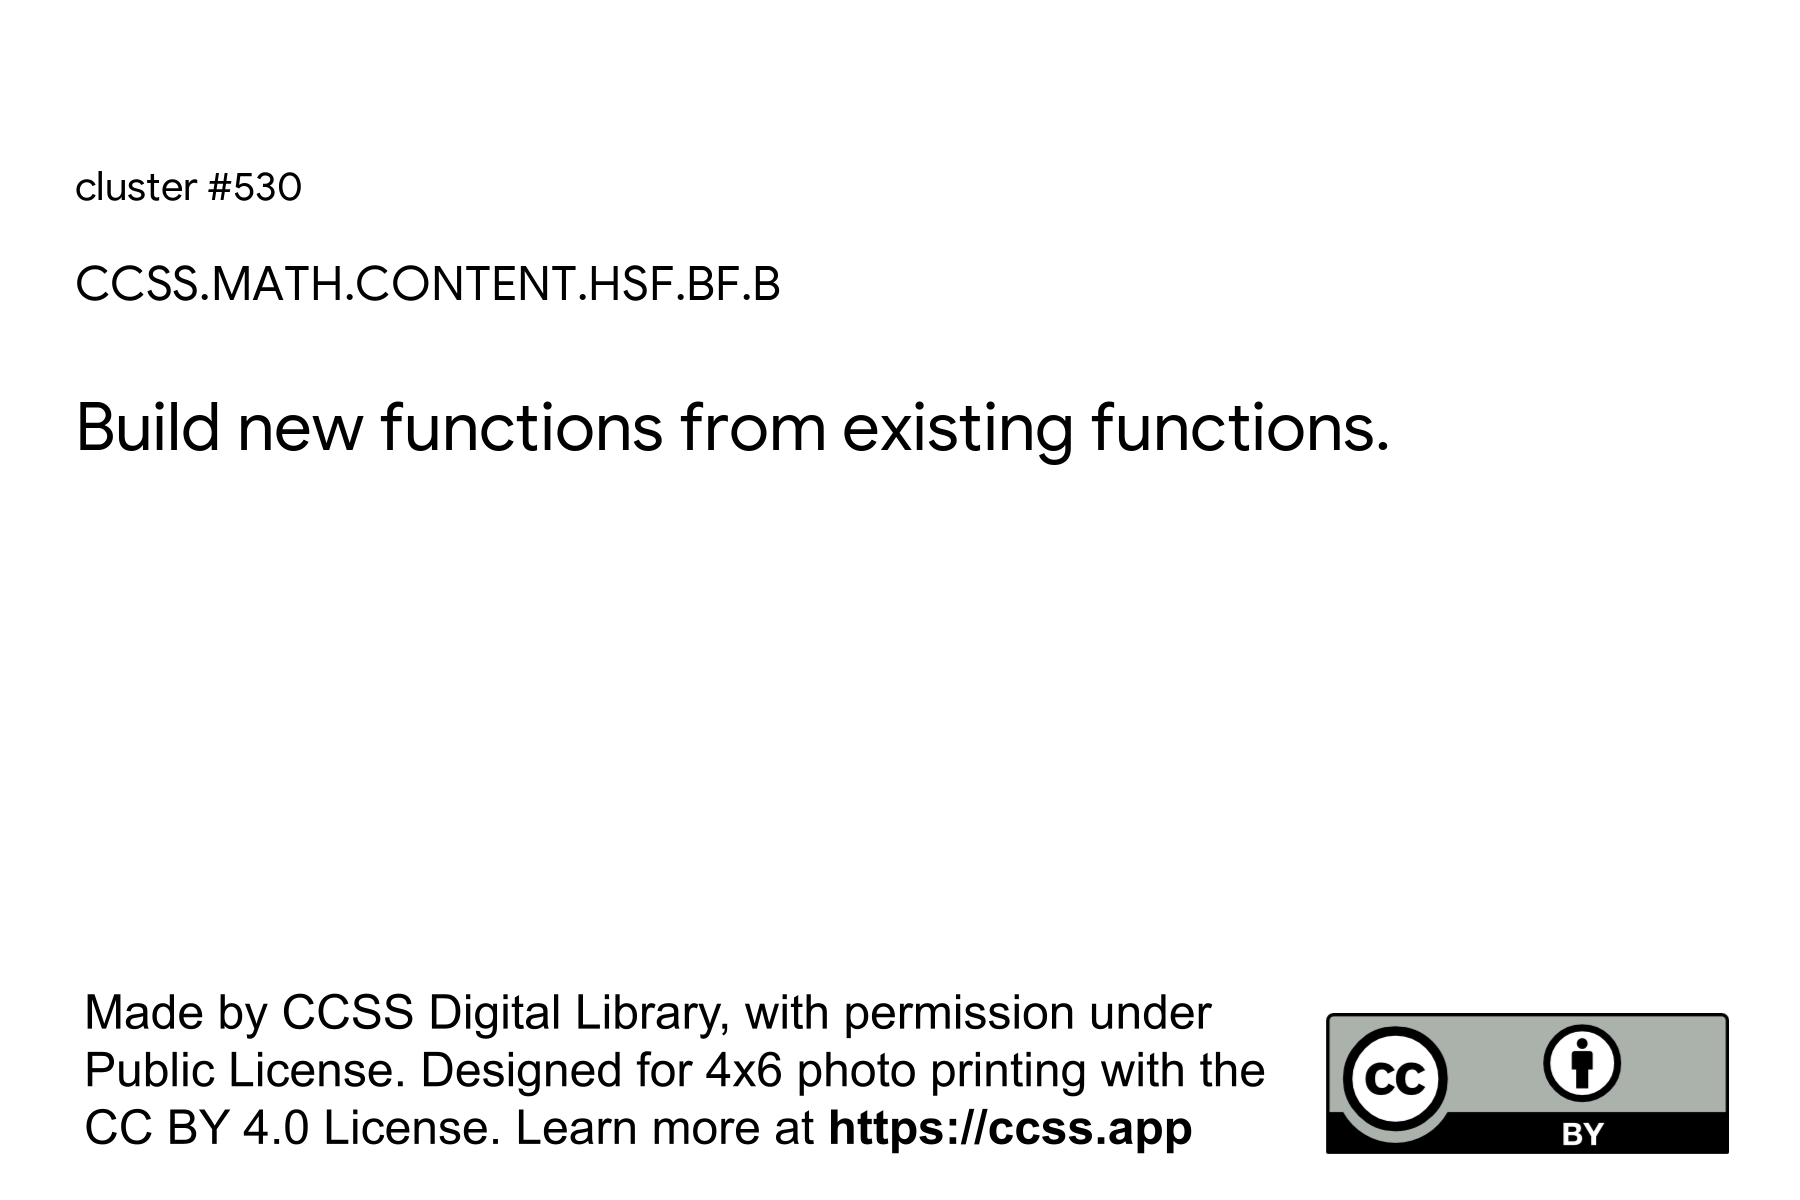 cluster #530
CCSS.MATH.CONTENT.HSF.BF.B
Build new functions from existing functions.
Made by CCSS Digital Library, with permission under
Public License. Designed for 4x6 photo printing with the
CC BY 4.0 License. Learn more at https://ccss.app
CC
BY